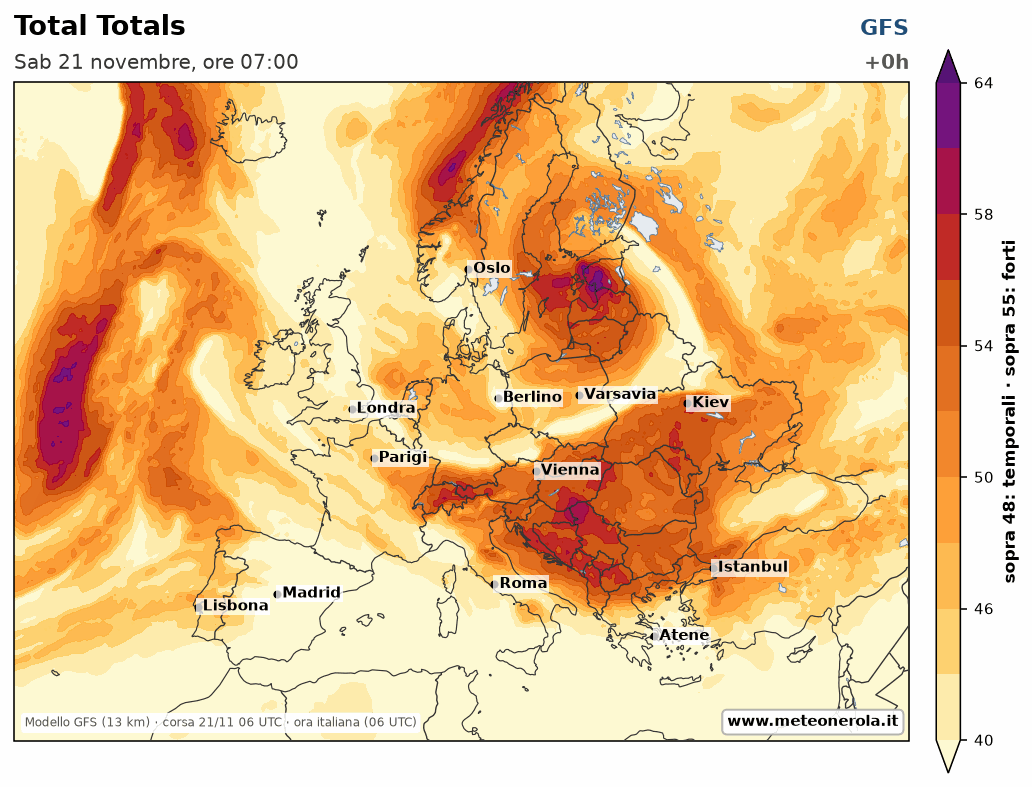 Total Totals
GFS
Sab 21 novembre, ore 07:00
+0h
64
58
54
50
46
40
sopra 48: temporali · sopra 55: forti
Oslo
Berlino
Varsavia
Kiev
Londra
Parigi
Vienna
Istanbul
Roma
Madrid
Lisbona
Atene
Modello GFS (13 km) · corsa 21/11 06 UTC · ora italiana (06 UTC)
www.meteonerola.it